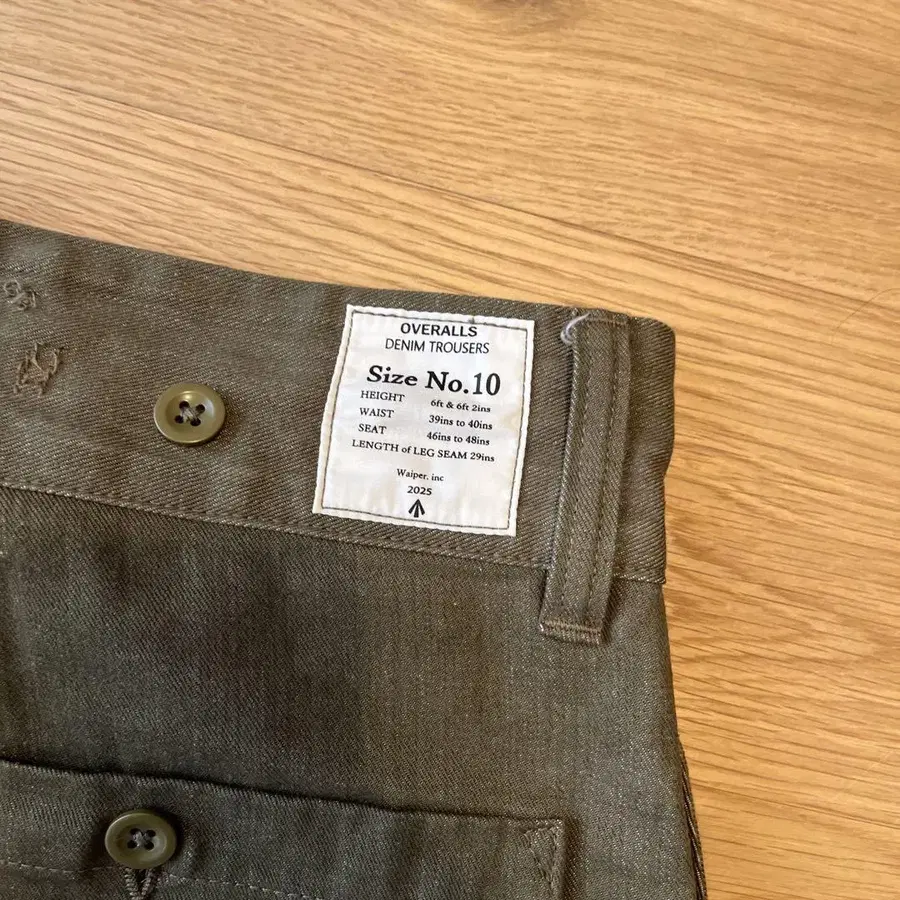 OVERALLS
DENIM TROUSERS
Size No.10
HEIGHT 6ft & 6ft 2ins
WAIST 39ins to 40ins
SEAT 46ins to 48ins
LENGTH of LEG SEAM 29ins
Waiper. inc
2025